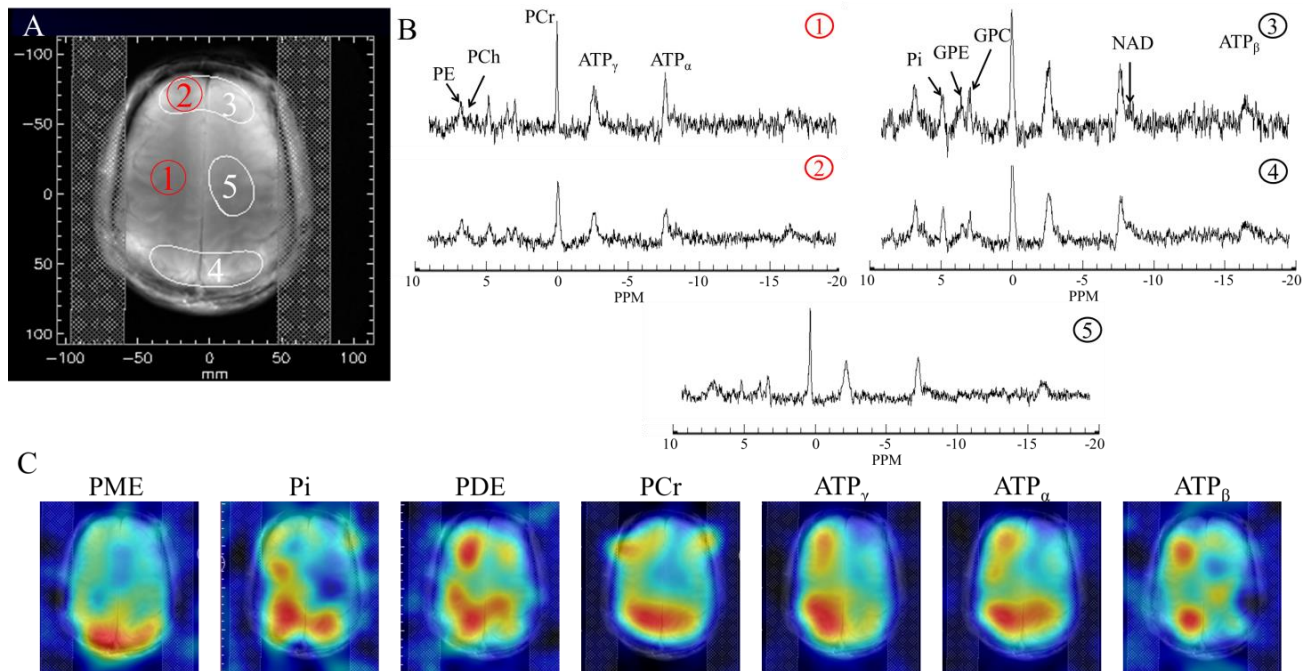 A
−100
−50
0
50
100
−100
−50
0
50
100
mm
2
3
1
5
4
B
PE
PCh
PCr
ATPγ
ATPα
1
2
10
5
0
-5
-10
-15
-20
PPM
Pi
GPE
GPC
NAD
ATPβ
3
4
10
5
0
-5
-10
-15
-20
PPM
5
10
5
0
-5
-10
-15
-20
PPM
C
PME
Pi
PDE
PCr
ATPγ
ATPα
ATPβ